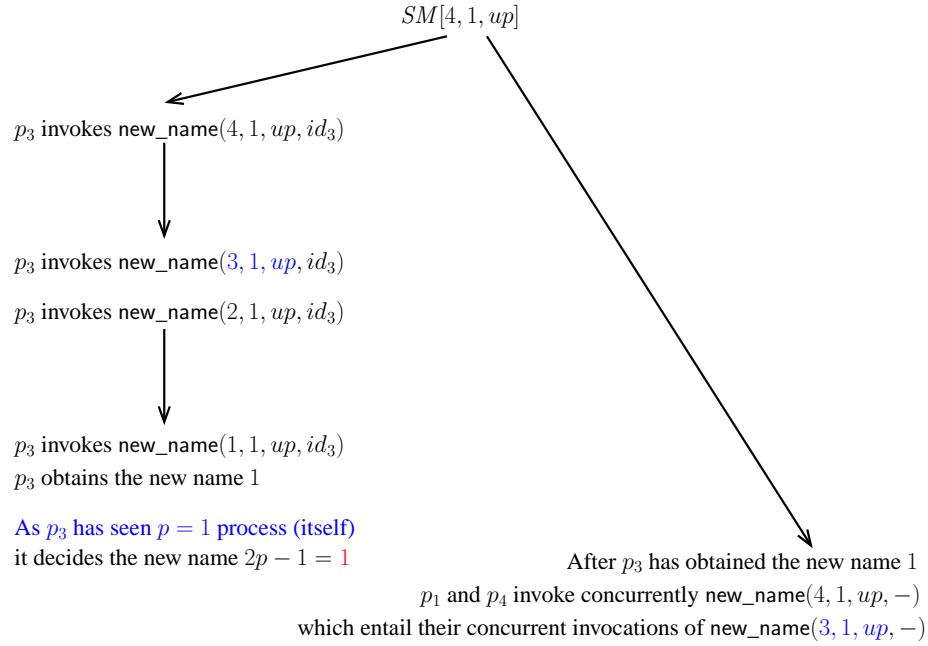 SM[4, 1, up]
p3 invokes new_name(4, 1, up, id3)
p3 invokes new_name(3, 1, up, id3)
p3 invokes new_name(2, 1, up, id3)
p3 invokes new_name(1, 1, up, id3)
p3 obtains the new name 1
As p3 has seen p = 1 process (itself)
it decides the new name 2p − 1 = 1
After p3 has obtained the new name 1
p1 and p4 invoke concurrently new_name(4, 1, up, −)
which entail their concurrent invocations of new_name(3, 1, up, −)